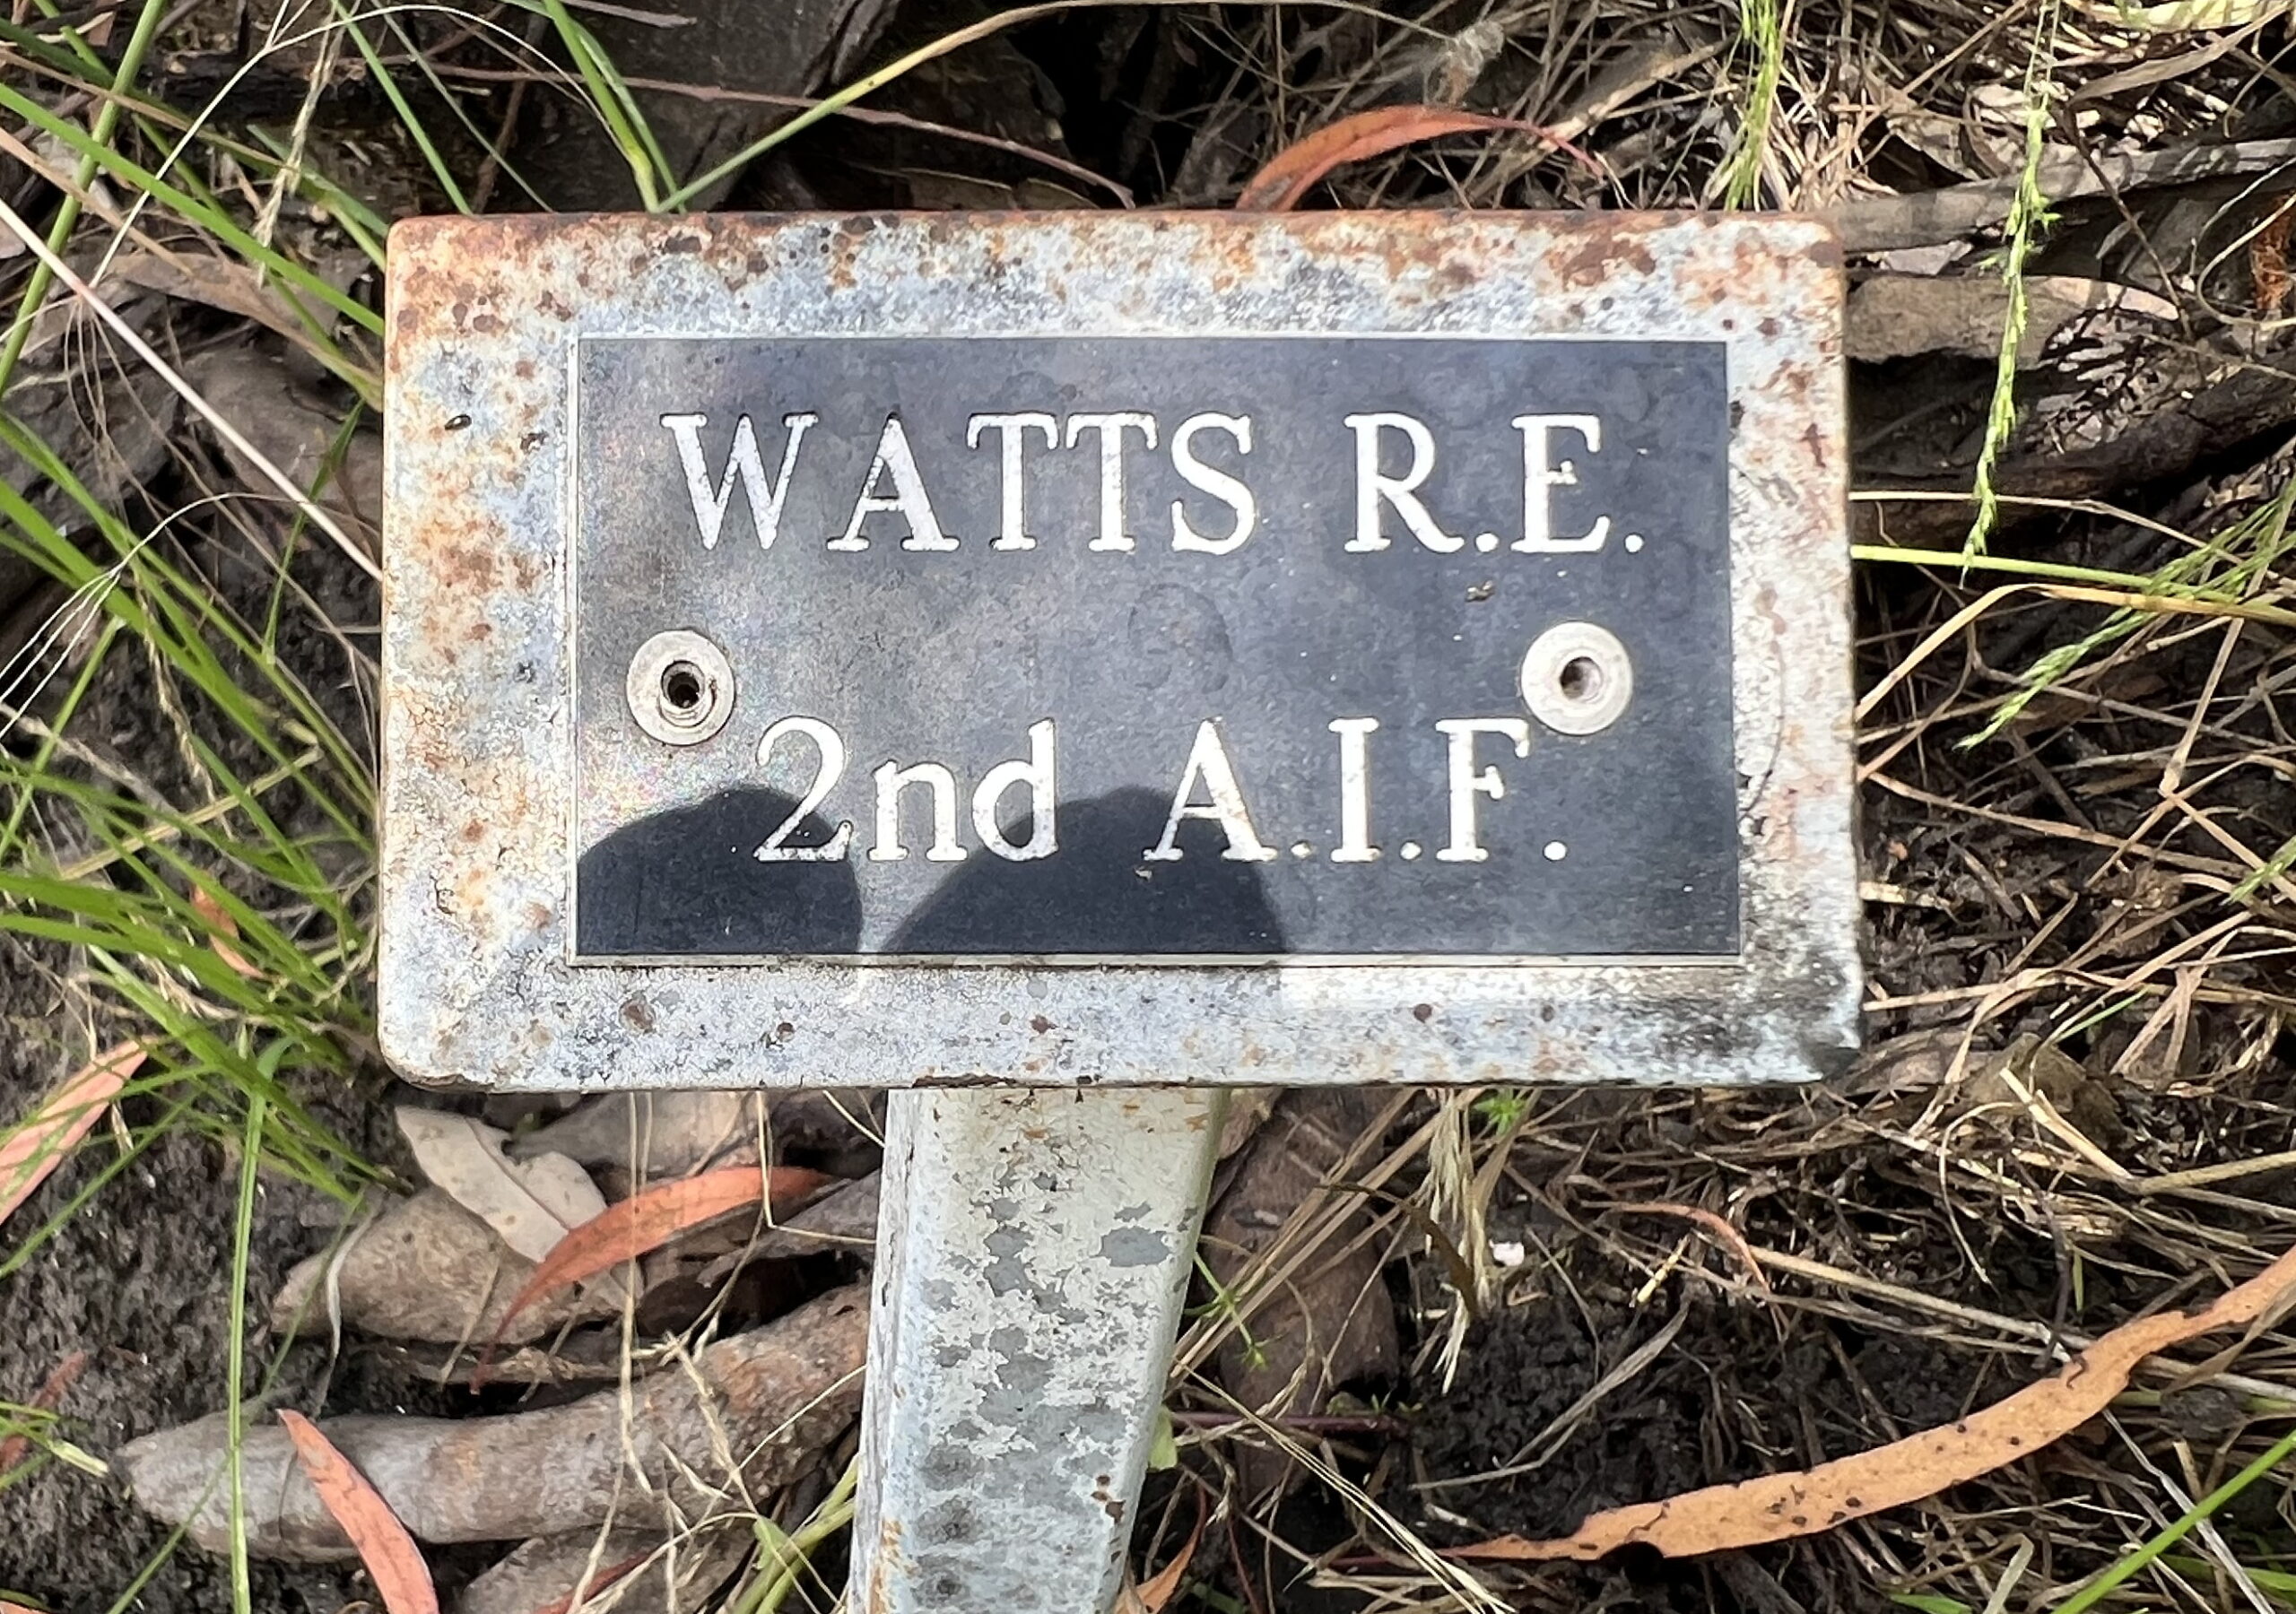 WATTS R.E.
2nd A.I.F.